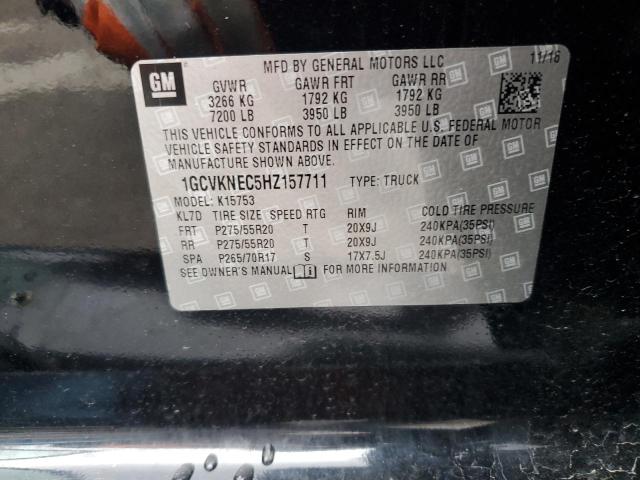 GM
MFD BY GENERAL MOTORS LLC
11/16
GVWR GAWR FRT GAWR RR
3266 KG 1792 KG 1792 KG
7200 LB 3950 LB 3950 LB
THIS VEHICLE CONFORMS TO ALL APPLICABLE U.S. FEDERAL MOTOR
VEHICLE SAFETY STANDARDS IN EFFECT ON THE DATE OF
MANUFACTURE SHOWN ABOVE.
1GCVKNEC5HZ157711 TYPE: TRUCK
MODEL: K15753
KL7D TIRE SIZE SPEED RTG RIM COLD TIRE PRESSURE
FRT P275/55R20 T 20X9J 240KPA(35PSI)
RR P275/55R20 T 20X9J 240KPA(35PSI)
SPA P265/70R17 S 17X7.5J 240KPA(35PSI)
SEE OWNER'S MANUAL FOR MORE INFORMATION